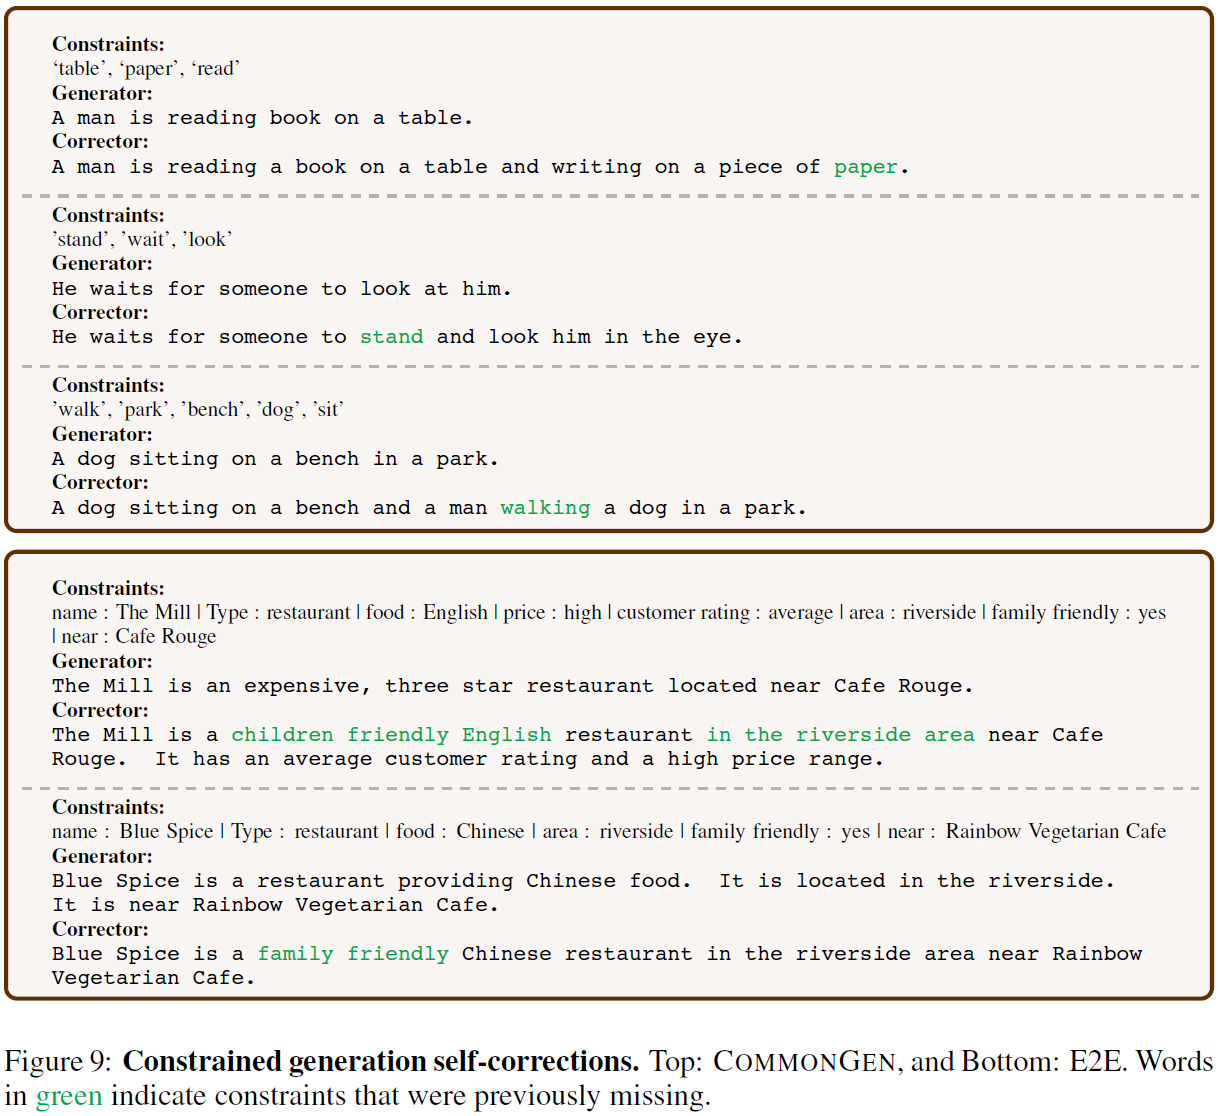 Constraints:
‘table’, ‘paper’, ‘read’
Generator:
A man is reading book on a table.
Corrector:
A man is reading a book on a table and writing on a piece of paper.
Constraints:
’stand’, ’wait’, ’look’
Generator:
He waits for someone to look at him.
Corrector:
He waits for someone to stand and look him in the eye.
Constraints:
’walk’, ’park’, ’bench’, ’dog’, ’sit’
Generator:
A dog sitting on a bench in a park.
Corrector:
A dog sitting on a bench and a man walking a dog in a park.
Constraints:
name : The Mill | Type : restaurant | food : English | price : high | customer rating : average | area : riverside | family friendly : yes
| near : Cafe Rouge
Generator:
The Mill is an expensive, three star restaurant located near Cafe Rouge.
Corrector:
The Mill is a children friendly English restaurant in the riverside area near Cafe
Rouge. It has an average customer rating and a high price range.
Constraints:
name : Blue Spice | Type : restaurant | food : Chinese | area : riverside | family friendly : yes | near : Rainbow Vegetarian Cafe
Generator:
Blue Spice is a restaurant providing Chinese food. It is located in the riverside.
It is near Rainbow Vegetarian Cafe.
Corrector:
Blue Spice is a family friendly Chinese restaurant in the riverside area near Rainbow
Vegetarian Cafe.
Figure 9: Constrained generation self-corrections. Top: COMMONGEN, and Bottom: E2E. Words
in green indicate constraints that were previously missing.